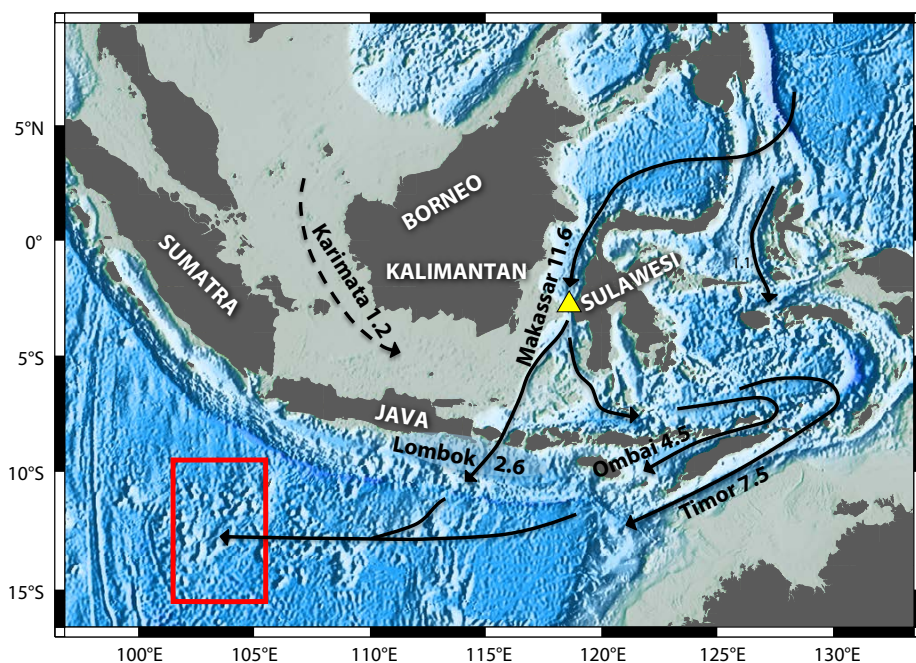 5°N
0°
5°S
10°S
15°S
100°E
105°E
110°E
115°E
120°E
125°E
130°E
SUMATRA
Karimata 1.2
BORNEO
KALIMANTAN
Makassar 11.6
SULAWESI
1.1
JAVA
Lombok 2.6
Ombai 4.5
Timor 7.5